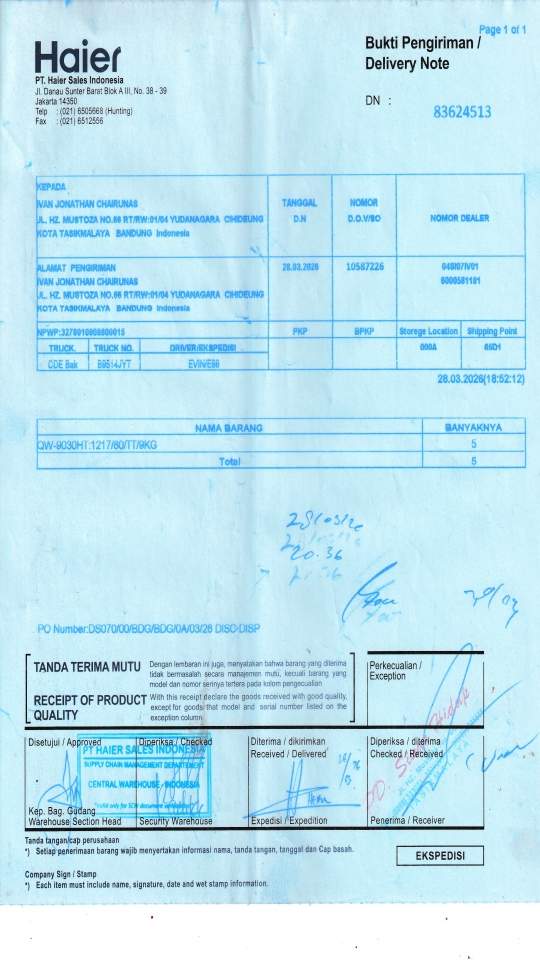 Page 1 of 1
Haier
PT. Haier Sales Indonesia
Jl. Danau Sunter Barat Blok A III, No. 38 - 39
Jakarta 14350
Telp : (021) 6505668 (Hunting)
Fax : (021) 6512556
Bukti Pengiriman /
Delivery Note
DN :
83624513
KEPADA
IVAN JONATHAN CHAIRUNAS
JL. HZ. MUSTOZA NO.66 RT/RW:01/04 YUDANAGARA CIHIDEUNG
KOTA TASIKMALAYA BANDUNG Indonesia
TANGGAL
D.N
NOMOR
D.O.V/SO
NOMOR DEALER
ALAMAT PENGIRIMAN
IVAN JONATHAN CHAIRUNAS
JL. HZ. MUSTOZA NO.66 RT/RW:01/04 YUDANAGARA CIHIDEUNG
KOTA TASIKMALAYA BANDUNG Indonesia
28.03.2026
10587226
PKP
BPKP
Storege Location
Shipping Point
TRUCK.
TRUCK NO.
DRIVER/EKSPEDISI
CDE Bak
B9514JYT
28.03.2026(18:52:12)
NAMA BARANG
BANYAKNYA
QW-9030HT:1217/80/TT/9KG
5
Total
5
28/03/26
20.36
PO Number:DS070/00/BDG/BDG/0A/03/26 DISC-DISP
TANDA TERIMA MUTU
Dengan lembaran ini juga, menyatakan bahwa barang yang diterima
tidak bermasalah secara manajemen mutu, kecuali barang yang
model dan nomor serinya tertera pada kolom pengecualian
RECEIPT OF PRODUCT
QUALITY
With this receipt declare the goods received with good quality,
except for goods that model and serial number listed on the
exception column
Perkecualian /
Exception
Disetujui / Approved
Diperiksa / Checked
Diterima / dikirimkan
Received / Delivered
Diperiksa / diterima
Checked / Received
PT HAIER SALES INDONESIA
SUPPLY CHAIN MANAGEMENT DEPARTEMENT
CENTRAL WAREHOUSE - INDONESIA
Kep. Bag. Gudang
Warehouse Section Head
Security Warehouse
Expedisi / Expedition
Penerima / Receiver
Tanda tangan/cap perusahaan
*) Setiap penerimaan barang wajib menyertakan informasi nama, tanda tangan, tanggal dan Cap basah.
EKSPEDISI
Company Sign / Stamp
*) Each item must include name, signature, date and wet stamp information.